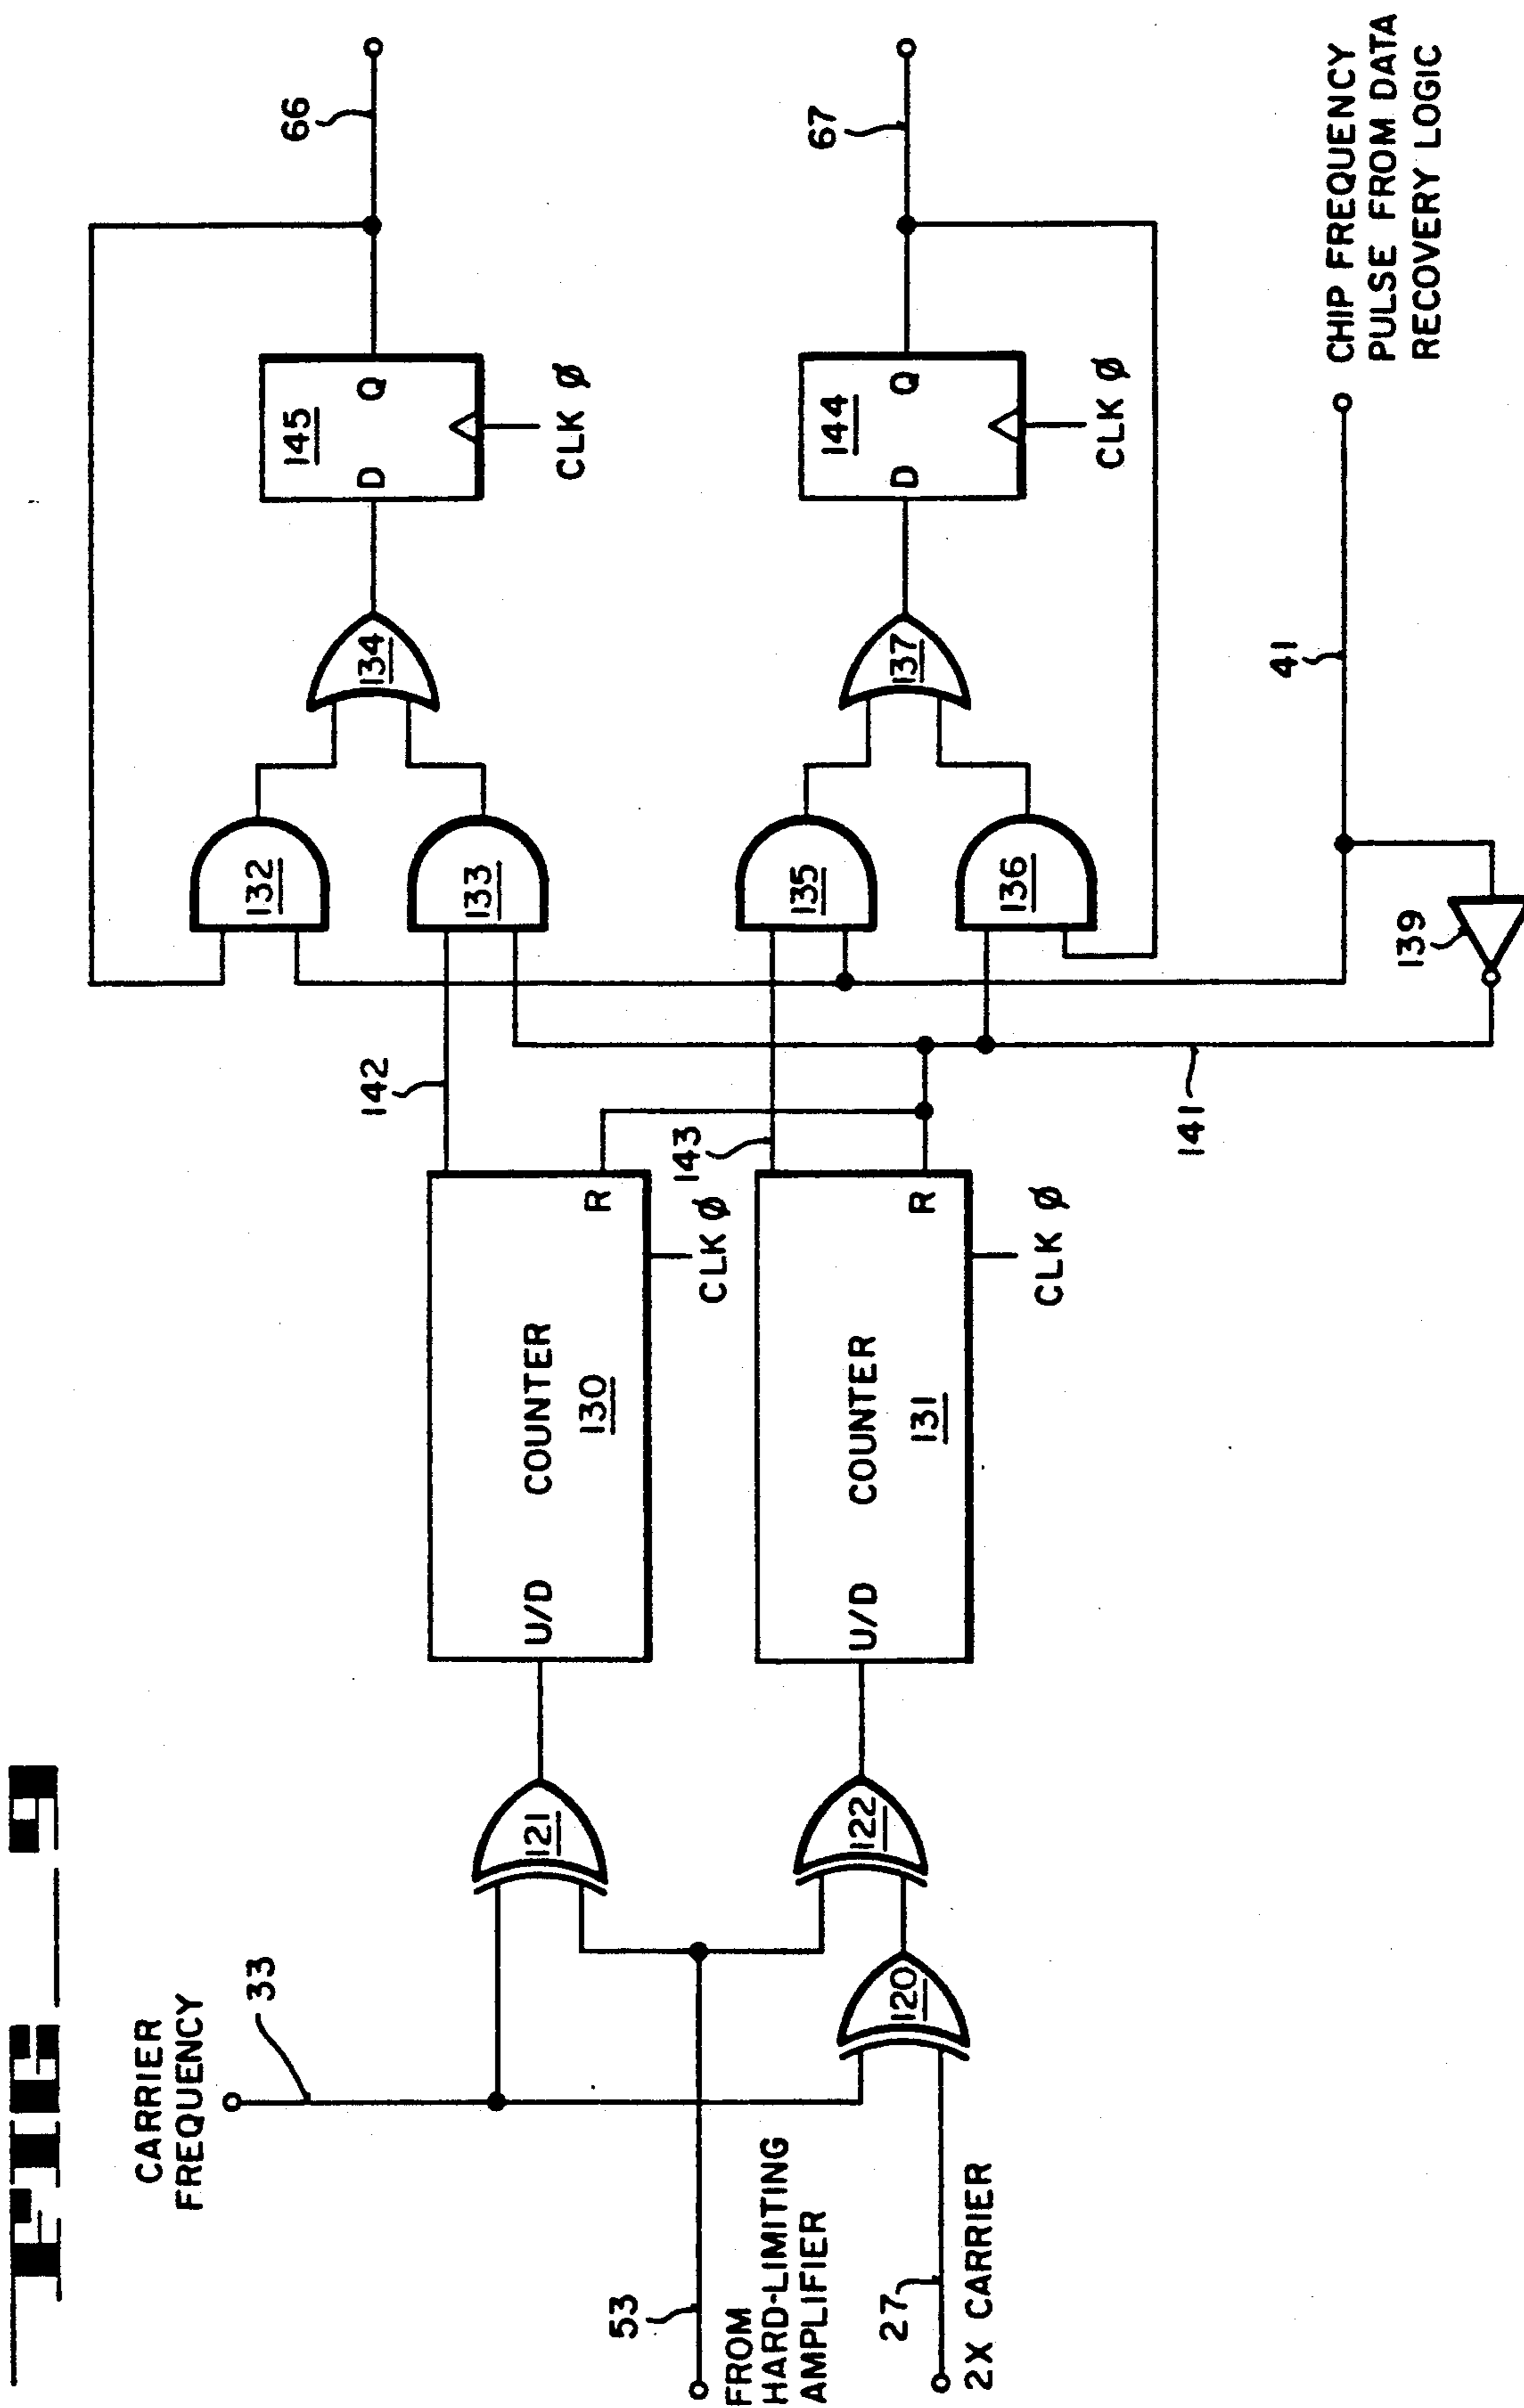 FIG_9
CARRIER
FREQUENCY
33
53
FROM
HARD-LIMITING
AMPLIFIER
27
2X CARRIER
120
121
122
U/D
COUNTER
130
R
CLK Ø
U/D
COUNTER
131
R
CLK Ø
142
143
141
132
133
135
136
139
134
137
D
145
Q
CLK Ø
D
144
Q
CLK Ø
66
67
41
CHIP FREQUENCY
PULSE FROM DATA
RECOVERY LOGIC